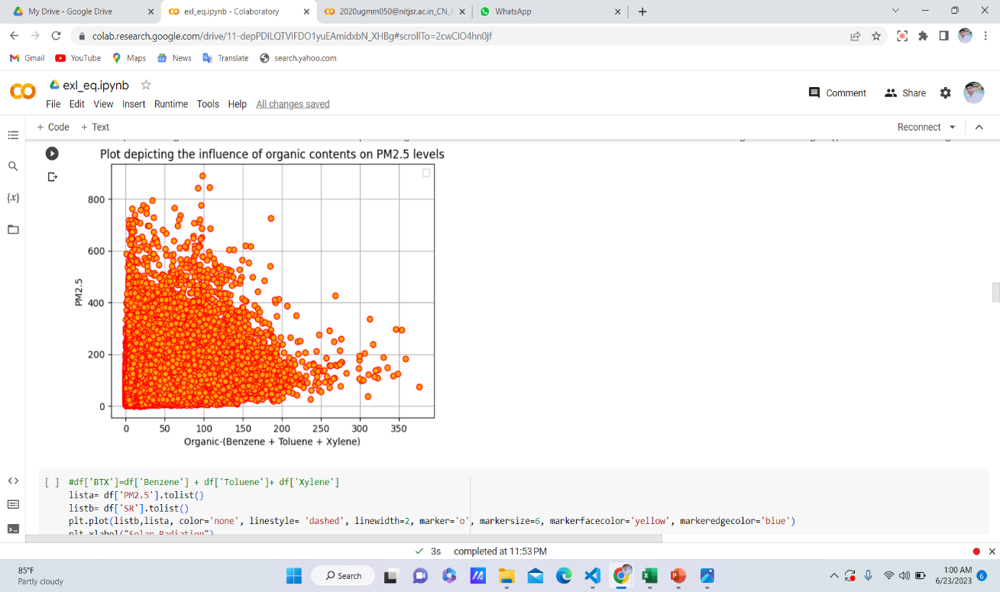 My Drive - Google Drive
exl_eq.ipynb - Colaboratory
2020ugmm050@nitjsr.ac.in_CN_F
WhatsApp
colab.research.google.com/drive/11-depPDILQTVIFDO1yuEAmidxbN_XHBg#scrollTo=2cwCIO4hn0jf
Gmail
YouTube
Maps
News
Translate
search.yahoo.com
exl_eq.ipynb
File Edit View Insert Runtime Tools Help All changes saved
Comment
Share
+ Code + Text
Reconnect
{x}
Plot depicting the influence of organic contents on PM2.5 levels
800
600
400
200
0
PM2.5
0 50 100 150 200 250 300 350
Organic-(Benzene + Toluene + Xylene)
[ ] #df['BTX']=df['Benzene'] + df['Toluene']+ df['Xylene']
lista= df['PM2.5'].tolist()
listb= df['SR'].tolist()
plt.plot(listb,lista, color='none', linestyle= 'dashed', linewidth=2, marker='o', markersize=6, markerfacecolor='yellow', markeredgecolor='blue')
plt.xlabel("Solar Radiation")
3s completed at 11:53 PM
85°F
Partly cloudy
Search
1:00 AM
6/23/2023
6